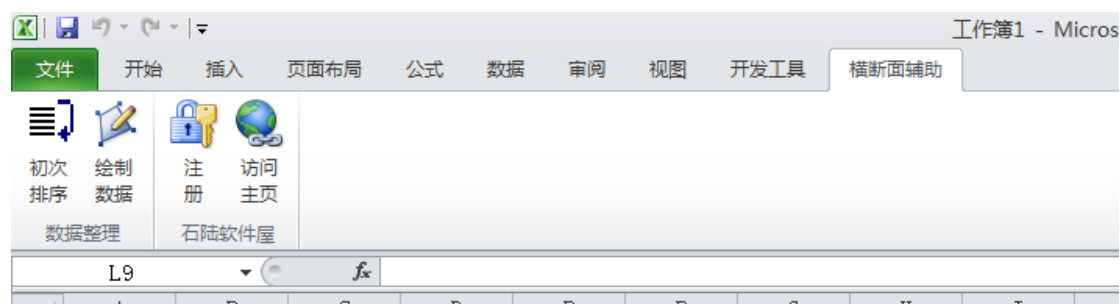 工作簿1 - Micros
文件 开始 插入 页面布局 公式 数据 审阅 视图 开发工具 横断面辅助
初次 绘制 注 访问
排序 数据 册 主页
数据整理 石陆软件屋
L9 fx